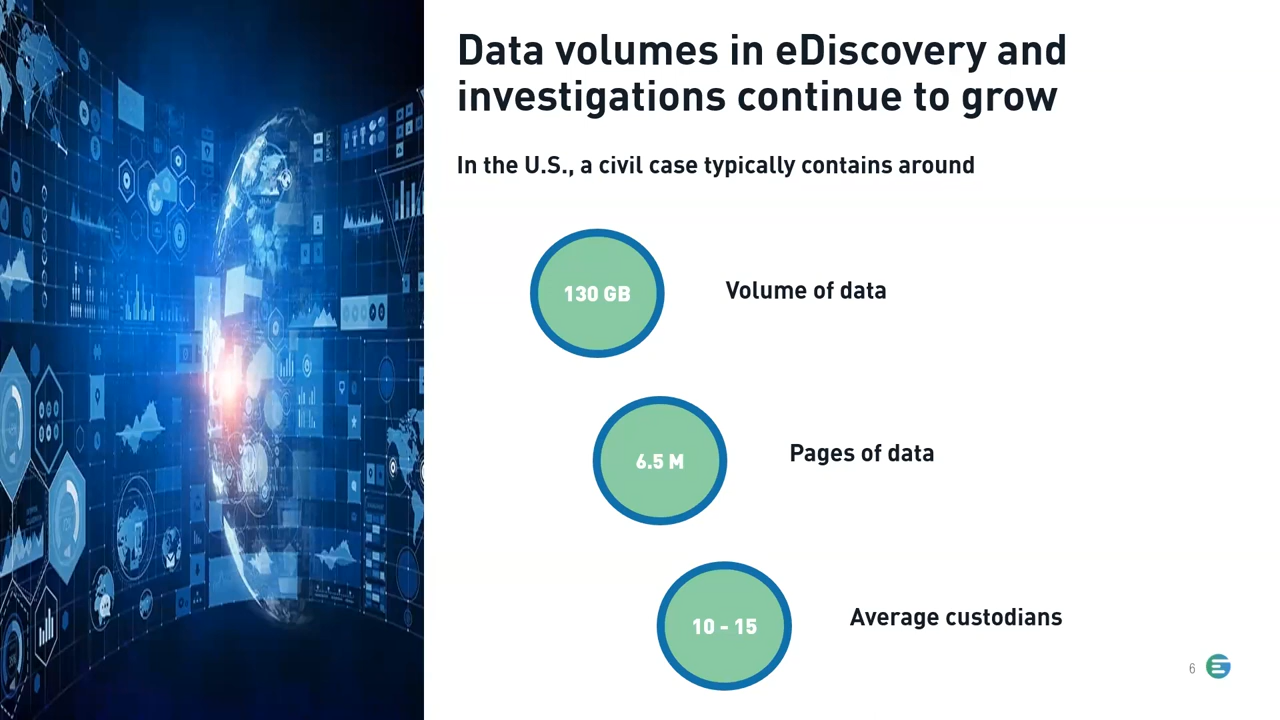 Data volumes in eDiscovery and
investigations continue to grow
In the U.S., a civil case typically contains around
130 GB
Volume of data
6.5 M
Pages of data
10 - 15
Average custodians
6